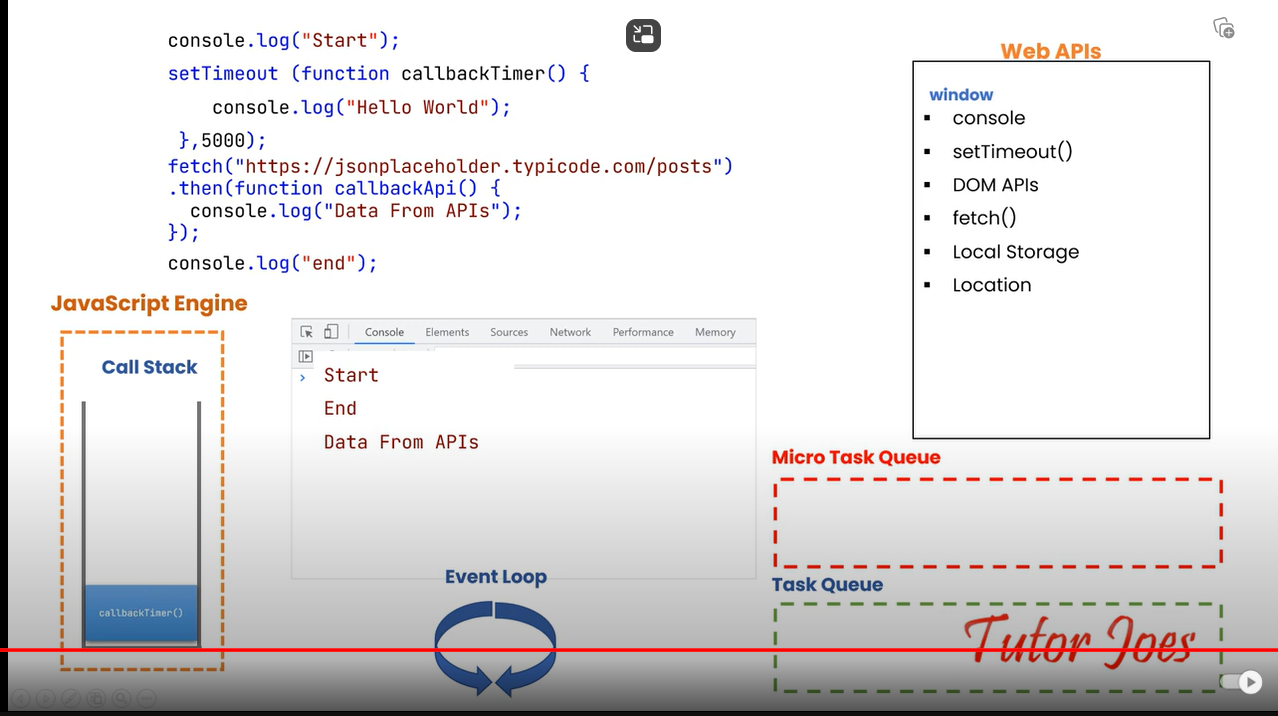 console.log("Start");
setTimeout (function callbackTimer() {
console.log("Hello World");
},5000);
fetch("https://jsonplaceholder.typicode.com/posts")
.then(function callbackApi() {
console.log("Data From APIs");
});
console.log("end");
Web APIs
window
console
setTimeout()
DOM APIs
fetch()
Local Storage
Location
JavaScript Engine
Call Stack
callbackTimer()
Console Elements Sources Network Performance Memory
Start
End
Data From APIs
Event Loop
Micro Task Queue
Task Queue
Tutor Joes